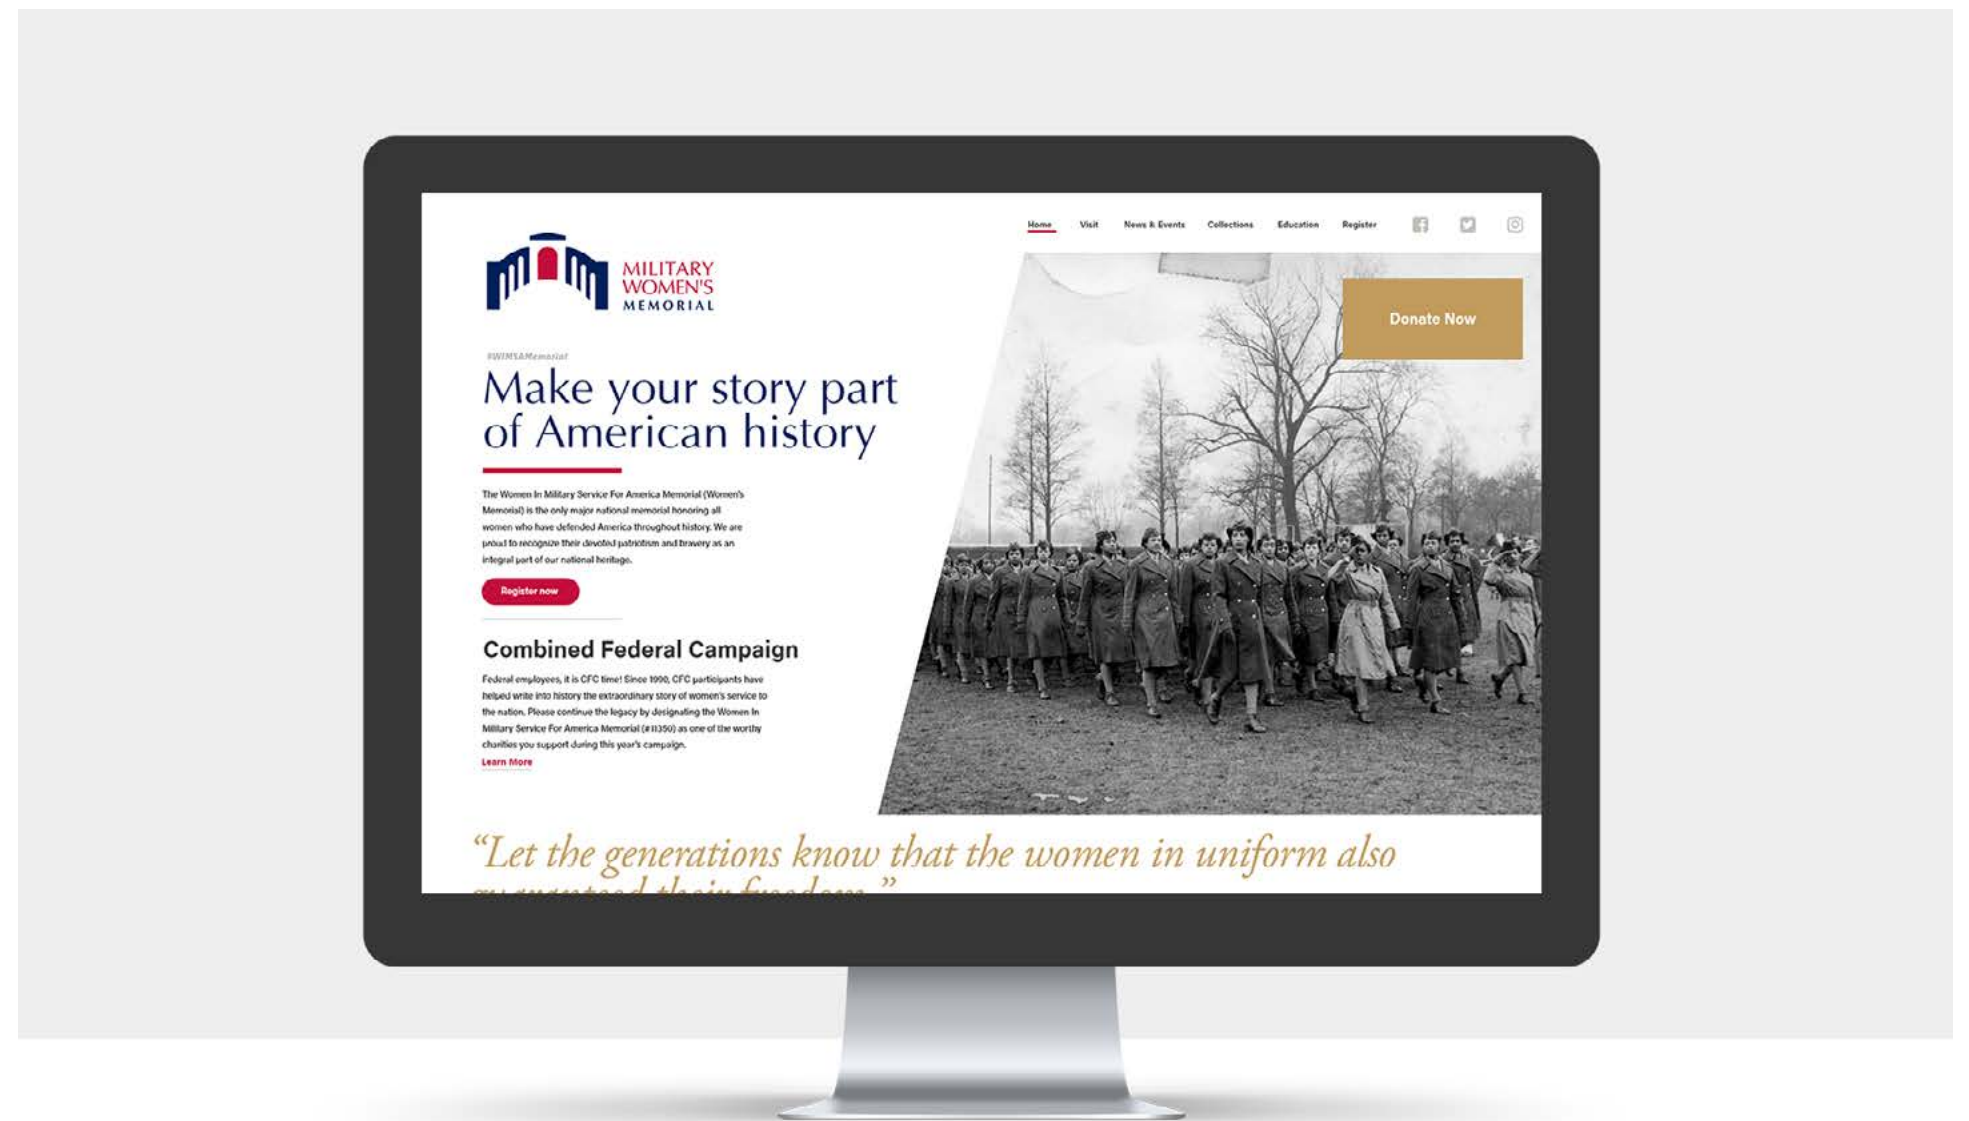 Home Visit News & Events Collections Education Register
MILITARY
WOMEN'S
MEMORIAL
Donate Now
#WIMSAMemorial
Make your story part
of American history
The Women In Military Service For America Memorial (Women's
Memorial) is the only major national memorial honoring all
women who have defended America throughout history. We are
proud to recognize their devoted patriotism and bravery as an
integral part of our national heritage.
Register now
Combined Federal Campaign
Federal employees, it is CFC time! Since 1990, CFC participants have
helped write into history the extraordinary story of women's service to
the nation. Please continue the legacy by designating the Women In
Military Service For America Memorial (#11350) as one of the worthy
charities you support during this year's campaign.
Learn More
“Let the generations know that the women in uniform also
guaranteed their freedom.”